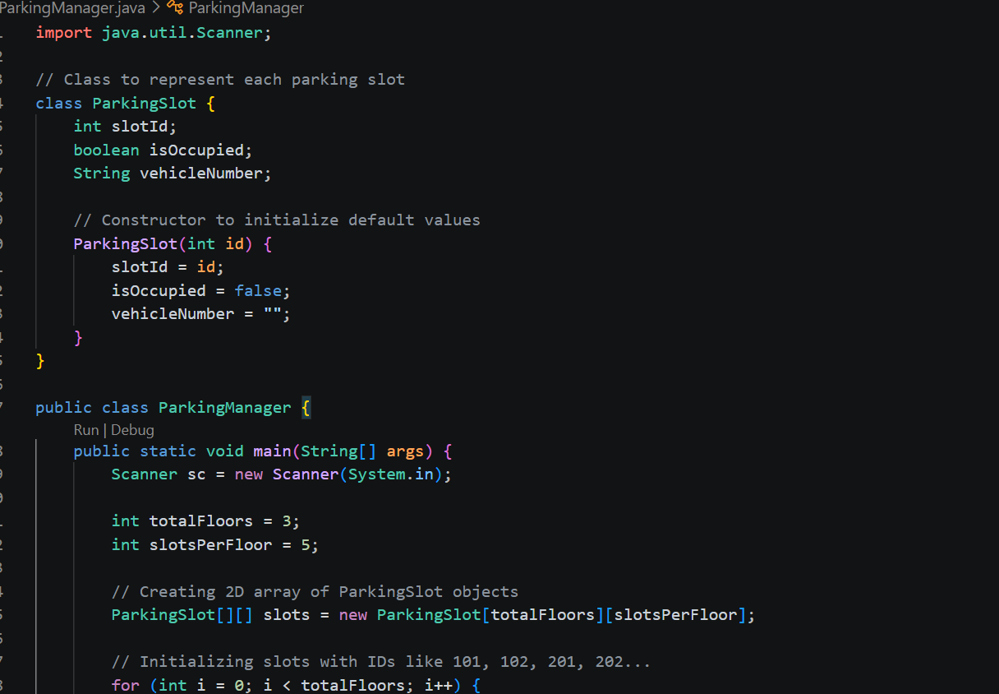 ParkingManager.java > ParkingManager
import java.util.Scanner;
// Class to represent each parking slot
class ParkingSlot {
    int slotId;
    boolean isOccupied;
    String vehicleNumber;
    // Constructor to initialize default values
    ParkingSlot(int id) {
        slotId = id;
        isOccupied = false;
        vehicleNumber = "";
    }
}
public class ParkingManager {
    Run | Debug
    public static void main(String[] args) {
        Scanner sc = new Scanner(System.in);
        int totalFloors = 3;
        int slotsPerFloor = 5;
        // Creating 2D array of ParkingSlot objects
        ParkingSlot[][] slots = new ParkingSlot[totalFloors][slotsPerFloor];
        // Initializing slots with IDs like 101, 102, 201, 202...
        for (int i = 0; i < totalFloors; i++) {